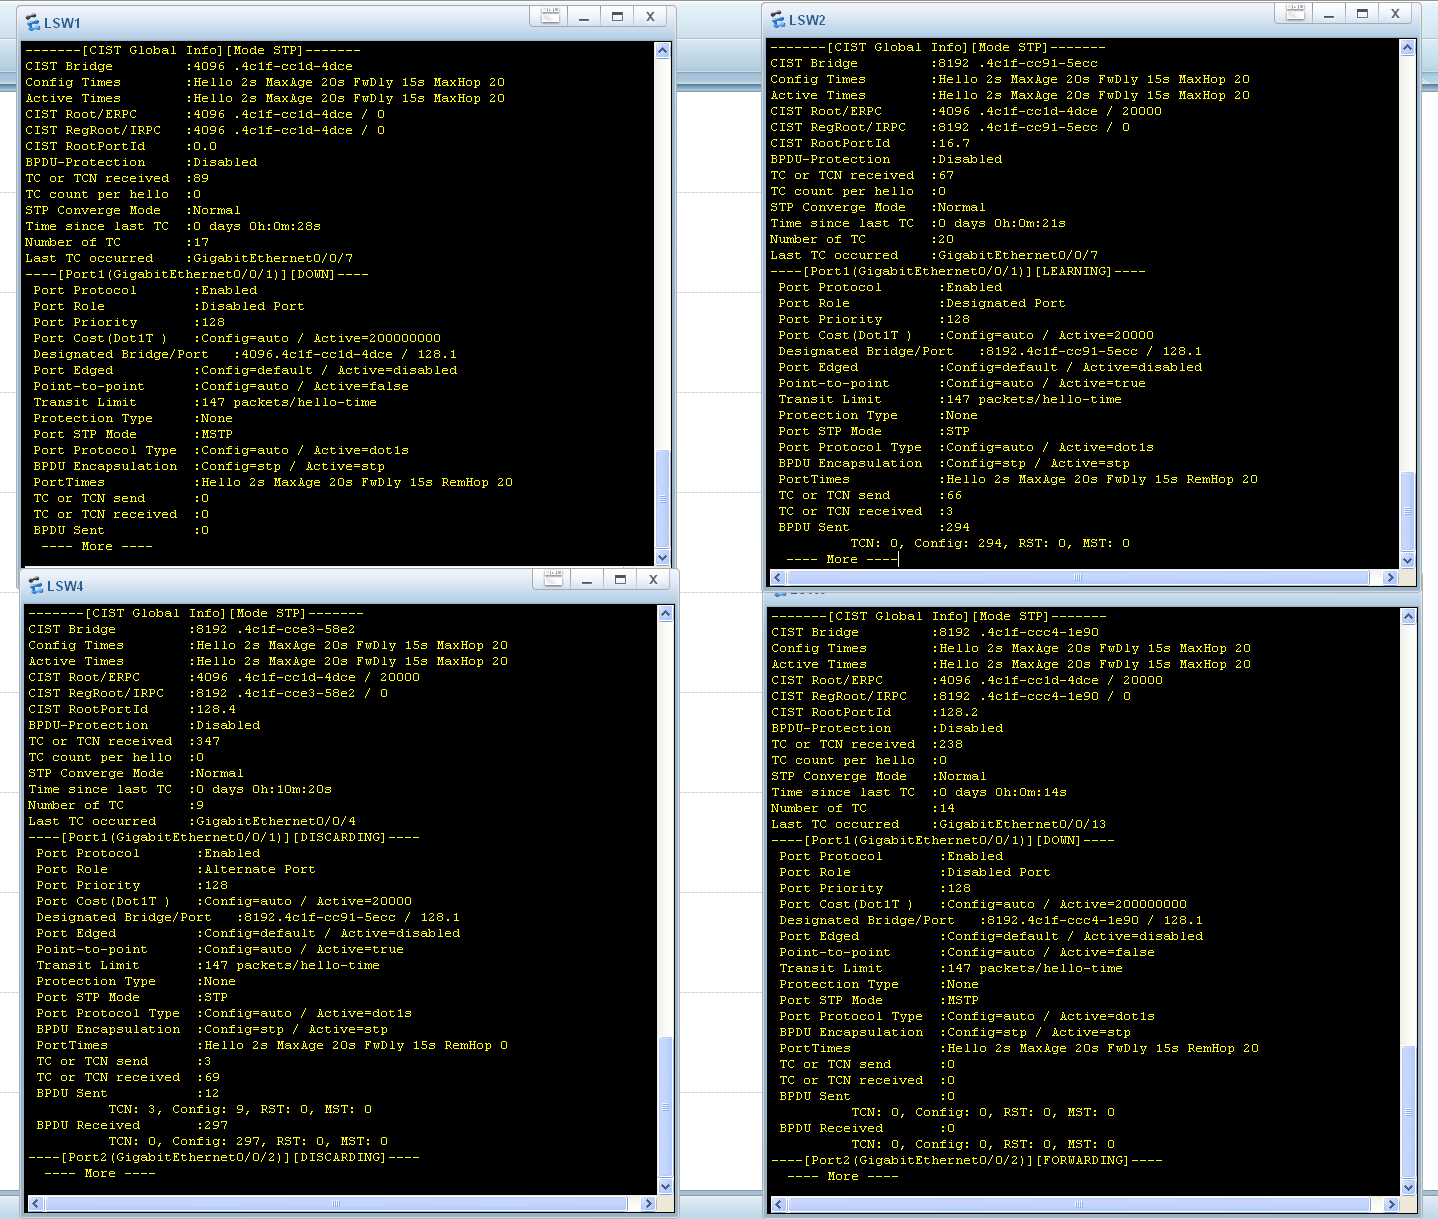 LSW1
-------[CIST Global Info][Mode STP]-------
CIST Bridge         :4096 .4c1f-cc1d-4dce
Config Times        :Hello 2s MaxAge 20s FwDly 15s MaxHop 20
Active Times        :Hello 2s MaxAge 20s FwDly 15s MaxHop 20
CIST Root/ERPC      :4096 .4c1f-cc1d-4dce / 0
CIST RegRoot/IRPC   :4096 .4c1f-cc1d-4dce / 0
CIST RootPortId     :0.0
BPDU-Protection     :Disabled
TC or TCN received  :89
TC count per hello  :0
STP Converge Mode   :Normal
Time since last TC  :0 days 0h:0m:28s
Number of TC        :17
Last TC occurred    :GigabitEthernet0/0/7
----[Port1(GigabitEthernet0/0/1)][DOWN]----
 Port Protocol       :Enabled
 Port Role           :Disabled Port
 Port Priority       :128
 Port Cost(Dot1T )   :Config=auto / Active=200000000
 Designated Bridge/Port   :4096.4c1f-cc1d-4dce / 128.1
 Port Edged          :Config=default / Active=disabled
 Point-to-point      :Config=auto / Active=false
 Transit Limit       :147 packets/hello-time
 Protection Type     :None
 Port STP Mode       :MSTP
 Port Protocol Type  :Config=auto / Active=dot1s
 BPDU Encapsulation  :Config=stp / Active=stp
 PortTimes           :Hello 2s MaxAge 20s FwDly 15s RemHop 20
 TC or TCN send      :0
 TC or TCN received  :0
 BPDU Sent           :0
  ---- More ----
LSW2
-------[CIST Global Info][Mode STP]-------
CIST Bridge         :8192 .4c1f-cc91-5ecc
Config Times        :Hello 2s MaxAge 20s FwDly 15s MaxHop 20
Active Times        :Hello 2s MaxAge 20s FwDly 15s MaxHop 20
CIST Root/ERPC      :4096 .4c1f-cc1d-4dce / 20000
CIST RegRoot/IRPC   :8192 .4c1f-cc91-5ecc / 0
CIST RootPortId     :16.7
BPDU-Protection     :Disabled
TC or TCN received  :67
TC count per hello  :0
STP Converge Mode   :Normal
Time since last TC  :0 days 0h:0m:21s
Number of TC        :20
Last TC occurred    :GigabitEthernet0/0/7
----[Port1(GigabitEthernet0/0/1)][LEARNING]----
 Port Protocol       :Enabled
 Port Role           :Designated Port
 Port Priority       :128
 Port Cost(Dot1T )   :Config=auto / Active=20000
 Designated Bridge/Port   :8192.4c1f-cc91-5ecc / 128.1
 Port Edged          :Config=default / Active=disabled
 Point-to-point      :Config=auto / Active=true
 Transit Limit       :147 packets/hello-time
 Protection Type     :None
 Port STP Mode       :STP
 Port Protocol Type  :Config=auto / Active=dot1s
 BPDU Encapsulation  :Config=stp / Active=stp
 PortTimes           :Hello 2s MaxAge 20s FwDly 15s RemHop 20
 TC or TCN send      :66
 TC or TCN received  :3
 BPDU Sent           :294
          TCN: 0, Config: 294, RST: 0, MST: 0
  ---- More ----
LSW4
-------[CIST Global Info][Mode STP]-------
CIST Bridge         :8192 .4c1f-cce3-58e2
Config Times        :Hello 2s MaxAge 20s FwDly 15s MaxHop 20
Active Times        :Hello 2s MaxAge 20s FwDly 15s MaxHop 20
CIST Root/ERPC      :4096 .4c1f-cc1d-4dce / 20000
CIST RegRoot/IRPC   :8192 .4c1f-cce3-58e2 / 0
CIST RootPortId     :128.4
BPDU-Protection     :Disabled
TC or TCN received  :347
TC count per hello  :0
STP Converge Mode   :Normal
Time since last TC  :0 days 0h:10m:20s
Number of TC        :9
Last TC occurred    :GigabitEthernet0/0/4
----[Port1(GigabitEthernet0/0/1)][DISCARDING]----
 Port Protocol       :Enabled
 Port Role           :Alternate Port
 Port Priority       :128
 Port Cost(Dot1T )   :Config=auto / Active=20000
 Designated Bridge/Port   :8192.4c1f-cc91-5ecc / 128.1
 Port Edged          :Config=default / Active=disabled
 Point-to-point      :Config=auto / Active=true
 Transit Limit       :147 packets/hello-time
 Protection Type     :None
 Port STP Mode       :STP
 Port Protocol Type  :Config=auto / Active=dot1s
 BPDU Encapsulation  :Config=stp / Active=stp
 PortTimes           :Hello 2s MaxAge 20s FwDly 15s RemHop 0
 TC or TCN send      :3
 TC or TCN received  :69
 BPDU Sent           :12
          TCN: 3, Config: 9, RST: 0, MST: 0
 BPDU Received       :297
          TCN: 0, Config: 297, RST: 0, MST: 0
----[Port2(GigabitEthernet0/0/2)][DISCARDING]----
  ---- More ----
-------[CIST Global Info][Mode STP]-------
CIST Bridge         :8192 .4c1f-ccc4-1e90
Config Times        :Hello 2s MaxAge 20s FwDly 15s MaxHop 20
Active Times        :Hello 2s MaxAge 20s FwDly 15s MaxHop 20
CIST Root/ERPC      :4096 .4c1f-cc1d-4dce / 20000
CIST RegRoot/IRPC   :8192 .4c1f-ccc4-1e90 / 0
CIST RootPortId     :128.2
BPDU-Protection     :Disabled
TC or TCN received  :238
TC count per hello  :0
STP Converge Mode   :Normal
Time since last TC  :0 days 0h:0m:14s
Number of TC        :14
Last TC occurred    :GigabitEthernet0/0/13
----[Port1(GigabitEthernet0/0/1)][DOWN]----
 Port Protocol       :Enabled
 Port Role           :Disabled Port
 Port Priority       :128
 Port Cost(Dot1T )   :Config=auto / Active=200000000
 Designated Bridge/Port   :8192.4c1f-ccc4-1e90 / 128.1
 Port Edged          :Config=default / Active=disabled
 Point-to-point      :Config=auto / Active=false
 Transit Limit       :147 packets/hello-time
 Protection Type     :None
 Port STP Mode       :MSTP
 Port Protocol Type  :Config=auto / Active=dot1s
 BPDU Encapsulation  :Config=stp / Active=stp
 PortTimes           :Hello 2s MaxAge 20s FwDly 15s RemHop 20
 TC or TCN send      :0
 TC or TCN received  :0
 BPDU Sent           :0
          TCN: 0, Config: 0, RST: 0, MST: 0
 BPDU Received       :0
          TCN: 0, Config: 0, RST: 0, MST: 0
----[Port2(GigabitEthernet0/0/2)][FORWARDING]----
  ---- More ----